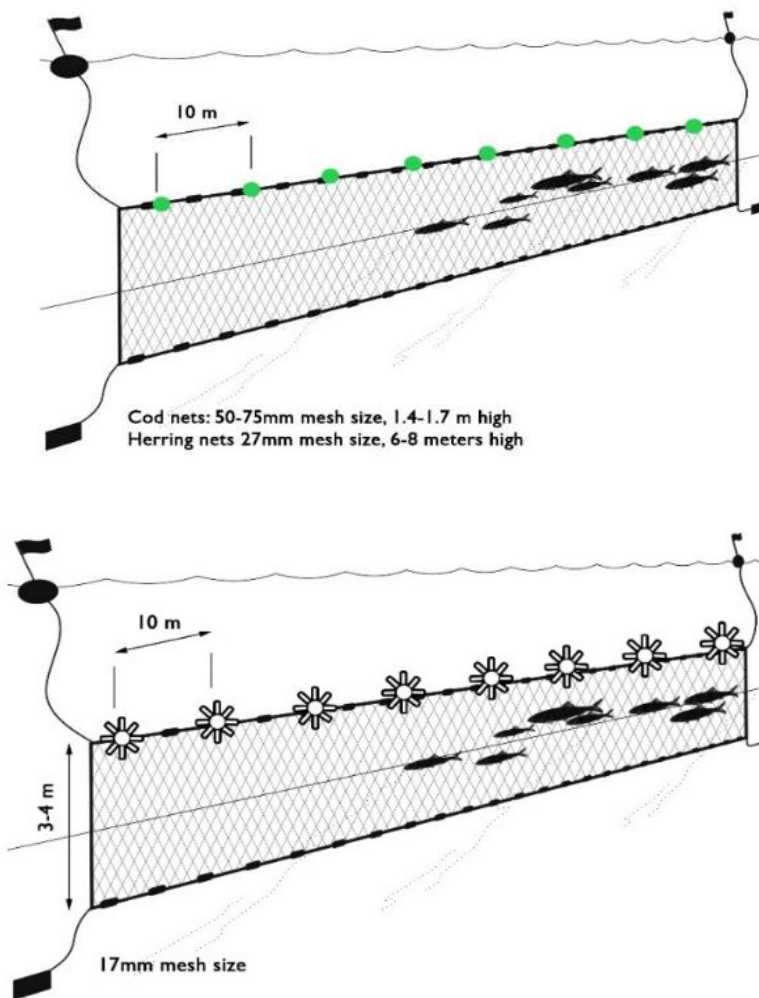 10 m
Cod nets: 50-75mm mesh size, 1.4-1.7 m high
Herring nets 27mm mesh size, 6-8 meters high
10 m
3-4 m
17mm mesh size